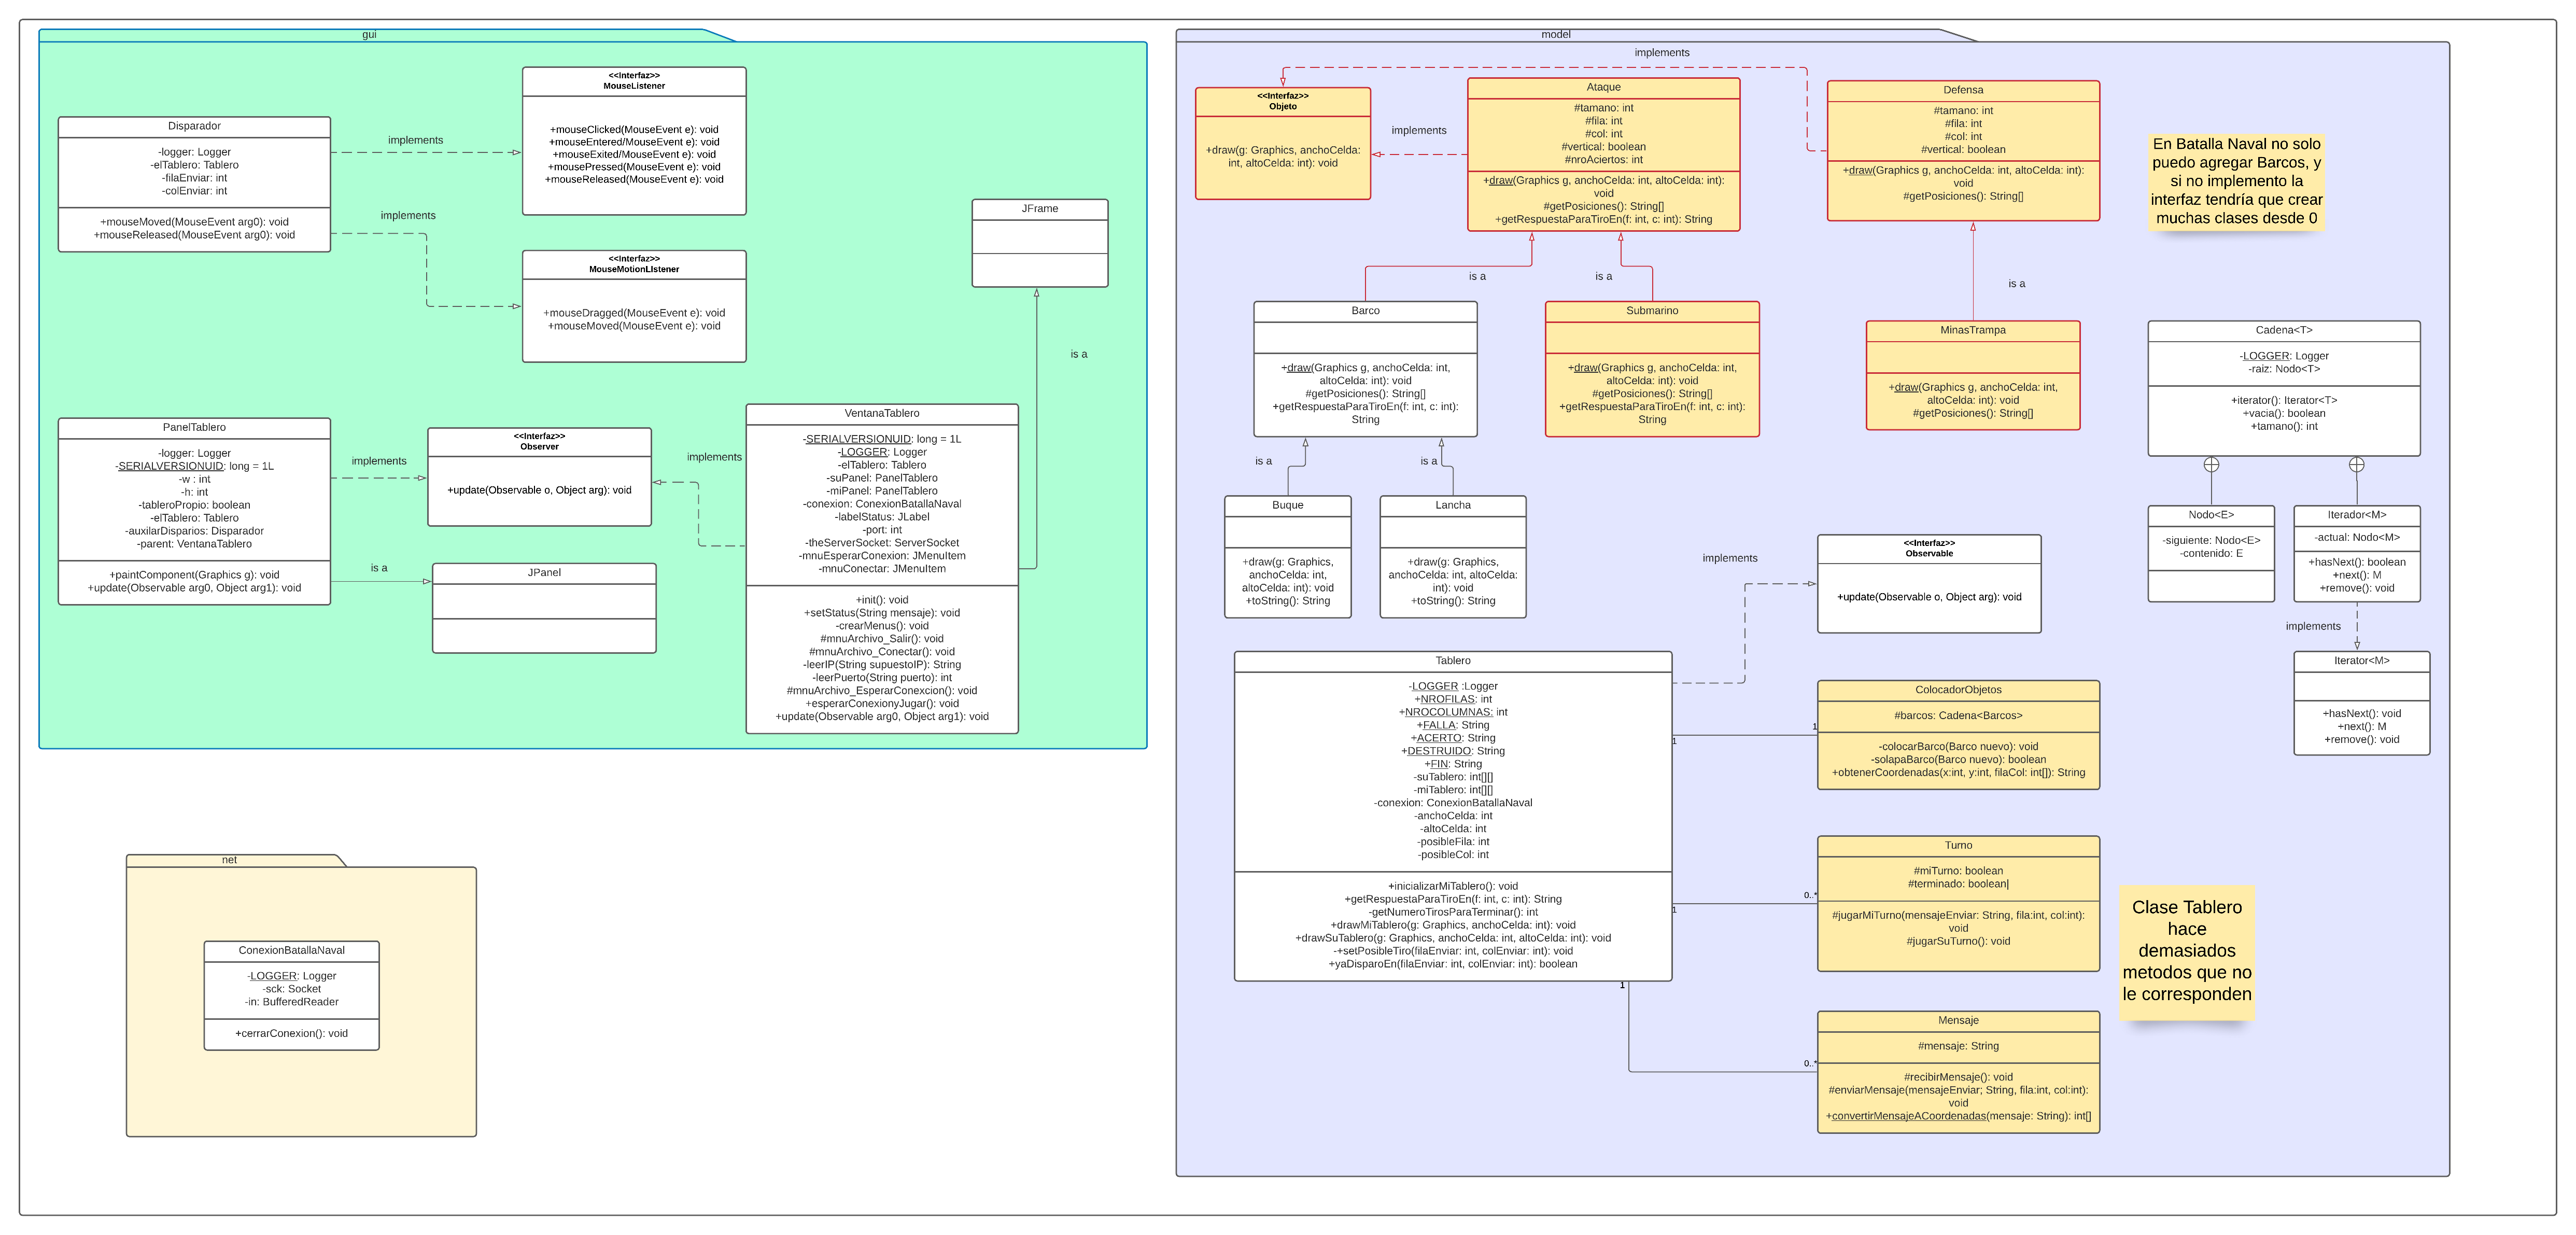 gui
<<Interfaz>>
MouseListener
+mouseClicked(MouseEvent e): void
+mouseEntered/MouseEvent e): void
+mouseExited/MouseEvent e): void
+mousePressed(MouseEvent e): void
+mouseReleased(MouseEvent e): void
Disparador
-logger: Logger
-elTablero: Tablero
-filaEnviar: int
-colEnviar: int
+mouseMoved(MouseEvent arg0): void
+mouseReleased(MouseEvent arg0): void
implements
implements
<<Interfaz>>
MouseMotionLIstener
+mouseDragged(MouseEvent e): void
+mouseMoved(MouseEvent e): void
JFrame
is a
PanelTablero
-logger: Logger
-SERIALVERSIONUID: long = 1L
-w : int
-h: int
-tableroPropio: boolean
-elTablero: Tablero
-auxilarDisparios: Disparador
-parent: VentanaTablero
+paintComponent(Graphics g): void
+update(Observable arg0, Object arg1): void
implements
<<Interfaz>>
Observer
+update(Observable o, Object arg): void
is a
JPanel
implements
VentanaTablero
-SERIALVERSIONUID: long = 1L
-LOGGER: Logger
-elTablero: Tablero
-suPanel: PanelTablero
-miPanel: PanelTablero
-conexion: ConexionBatallaNaval
-labelStatus: JLabel
-port: int
-theServerSocket: ServerSocket
-mnuEsperarConexion: JMenuItem
-mnuConectar: JMenuItem
+init(): void
+setStatus(String mensaje): void
-crearMenus(): void
#mnuArchivo_Salir(): void
#mnuArchivo_Conectar(): void
-leerIP(String supuestoIP): String
-leerPuerto(String puerto): int
#mnuArchivo_EsperarConexcion(): void
+esperarConexionyJugar(): void
+update(Observable arg0, Object arg1): void
net
ConexionBatallaNaval
-LOGGER: Logger
-sck: Socket
-in: BufferedReader
+cerrarConexion(): void
model
implements
<<Interfaz>>
Objeto
+draw(g: Graphics, anchoCelda:
int, altoCelda: int): void
implements
Ataque
#tamano: int
#fila: int
#col: int
#vertical: boolean
#nroAciertos: int
+draw(Graphics g, anchoCelda: int, altoCelda: int):
void
#getPosiciones(): String[]
+getRespuestaParaTiroEn(f: int, c: int): String
Defensa
#tamano: int
#fila: int
#col: int
#vertical: boolean
+draw(Graphics g, anchoCelda: int, altoCelda: int):
void
#getPosiciones(): String[]
En Batalla Naval no solo
puedo agregar Barcos, y
si no implemento la
interfaz tendría que crear
muchas clases desde 0
is a
is a
is a
Barco
+draw(Graphics g, anchoCelda: int,
altoCelda: int): void
#getPosiciones(): String[]
+getRespuestaParaTiroEn(f: int, c: int):
String
Submarino
+draw(Graphics g, anchoCelda: int,
altoCelda: int): void
#getPosiciones(): String[]
+getRespuestaParaTiroEn(f: int, c: int):
String
MinasTrampa
+draw(Graphics g, anchoCelda: int,
altoCelda: int): void
#getPosiciones(): String[]
Cadena<T>
-LOGGER: Logger
-raiz: Nodo<T>
+iterator(): Iterator<T>
+vacia(): boolean
+tamano(): int
is a
is a
Buque
+draw(g: Graphics,
anchoCelda: int,
altoCelda: int): void
+toString(): String
Lancha
+draw(g: Graphics,
anchoCelda: int, altoCelda:
int): void
+toString(): String
Nodo<E>
-siguiente: Nodo<E>
-contenido: E
Iterador<M>
-actual: Nodo<M>
+hasNext(): boolean
+next(): M
+remove(): void
implements
Iterator<M>
+hasNext(): void
+next(): M
+remove(): void
implements
<<Interfaz>>
Observable
+update(Observable o, Object arg): void
Tablero
-LOGGER :Logger
+NROFILAS: int
+NROCOLUMNAS: int
+FALLA: String
+ACERTO: String
+DESTRUIDO: String
+FIN: String
-suTablero: int[][]
-miTablero: int[][]
-conexion: ConexionBatallaNaval
-anchoCelda: int
-altoCelda: int
-posibleFila: int
-posibleCol: int
+inicializarMiTablero(): void
+getRespuestaParaTiroEn(f: int, c: int): String
-getNumeroTirosParaTerminar(): int
+drawMiTablero(g: Graphics, anchoCelda: int): void
+drawSuTablero(g: Graphics, anchoCelda: int, altoCelda: int): void
-+setPosibleTiro(filaEnviar: int, colEnviar: int): void
+yaDisparoEn(filaEnviar: int, colEnviar: int): boolean
1
1
ColocadorObjetos
#barcos: Cadena<Barcos>
-colocarBarco(Barco nuevo): void
-solapaBarco(Barco nuevo): boolean
+obtenerCoordenadas(x:int, y:int, filaCol: int[]): String
1
0..*
Turno
#miTurno: boolean
#terminado: boolean|
#jugarMiTurno(mensajeEnviar: String, fila:int, col:int):
void
#jugarSuTurno(): void
1
0..*
Mensaje
#mensaje: String
#recibirMensaje(): void
#enviarMensaje(mensajeEnviar; String, fila:int, col:int):
void
+convertirMensajeACoordenadas(mensaje: String): int[]
Clase Tablero
hace
demasiados
metodos que no
le corresponden